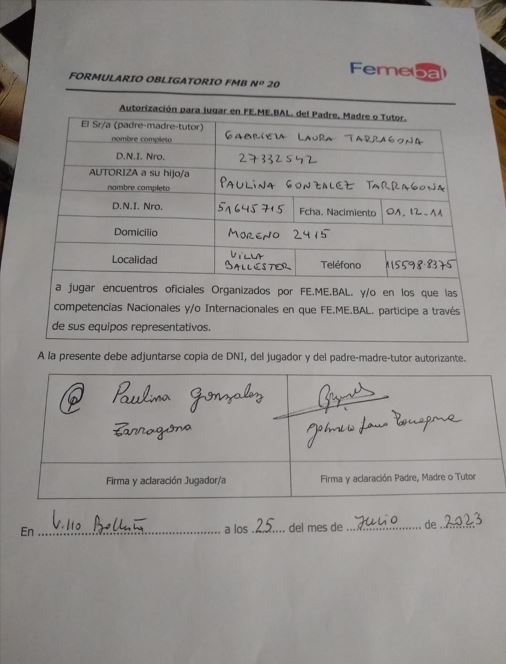 Femebal
FORMULARIO OBLIGATORIO FMB Nº 20
Autorización para jugar en FE.ME.BAL. del Padre, Madre o Tutor.
El Sr/a (padre-madre-tutor)
nombre completo
GABRIELA LAURA TARRAGONA
D.N.I. Nro.
27332542
AUTORIZA a su hijo/a
nombre completo
PAULINA GONZALEZ TARRAGONA
D.N.I. Nro.
51645715
Fcha. Nacimiento
01.12-11
Domicilio
MORENO 2415
Localidad
VILLA
BALLESTER
Teléfono
115598-8375
a jugar encuentros oficiales Organizados por FE.ME.BAL. y/o en los que las
competencias Nacionales y/o Internacionales en que FE.ME.BAL. participe a través
de sus equipos representativos.
A la presente debe adjuntarse copia de DNI, del jugador y del padre-madre-tutor autorizante.
Paulina gonzalez
Tarragona
Firma y aclaración Jugador/a
Firma y aclaración Padre, Madre o Tutor
En Villa Ballester a los 25 del mes de Julio de 2023